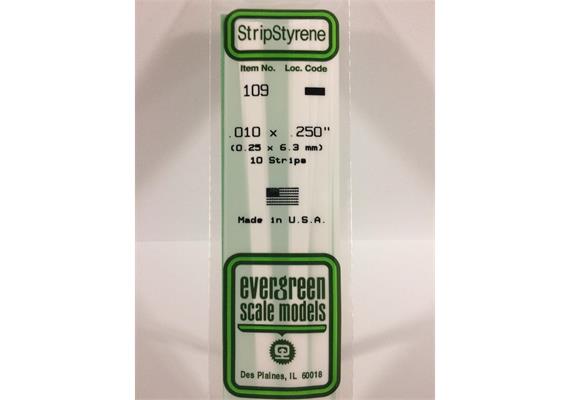 StripStyrene
Item No. Loc. Code
109
.010 x .250"
(0.25 x 6.3 mm)
10 Strips
Made in U.S.A.
evergreen
scale models
Des Plaines, IL 60018